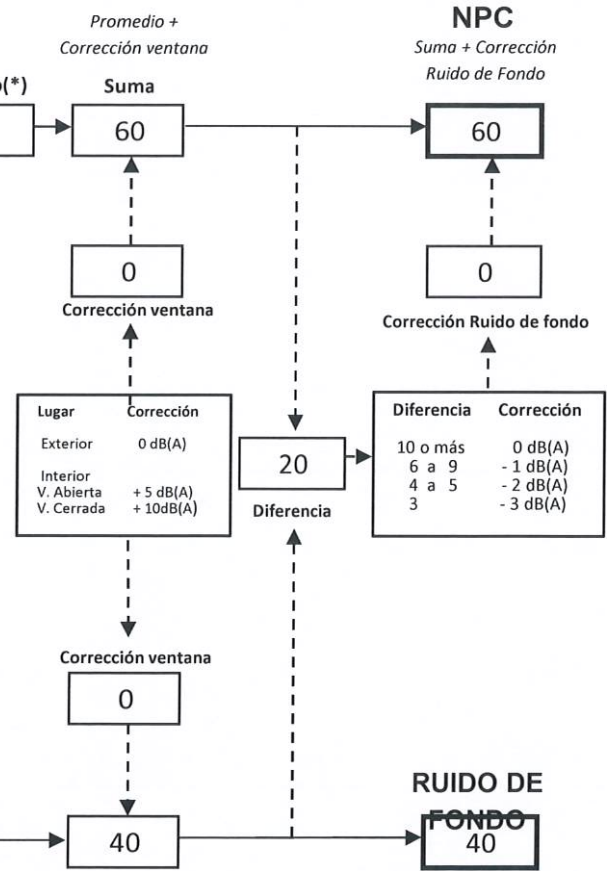 Promedio +
Corrección ventana
NPC
Suma + Corrección
Ruido de Fondo
(*)
Suma
60
60
0
0
Corrección ventana
Corrección Ruido de fondo
Lugar Corrección
Exterior 0 dB(A)
Interior
V. Abierta + 5 dB(A)
V. Cerrada + 10dB(A)
20
Diferencia
Diferencia Corrección
10 o más 0 dB(A)
6 a 9 - 1 dB(A)
4 a 5 - 2 dB(A)
3 - 3 dB(A)
Corrección ventana
0
40
RUIDO DE
FONDO
40